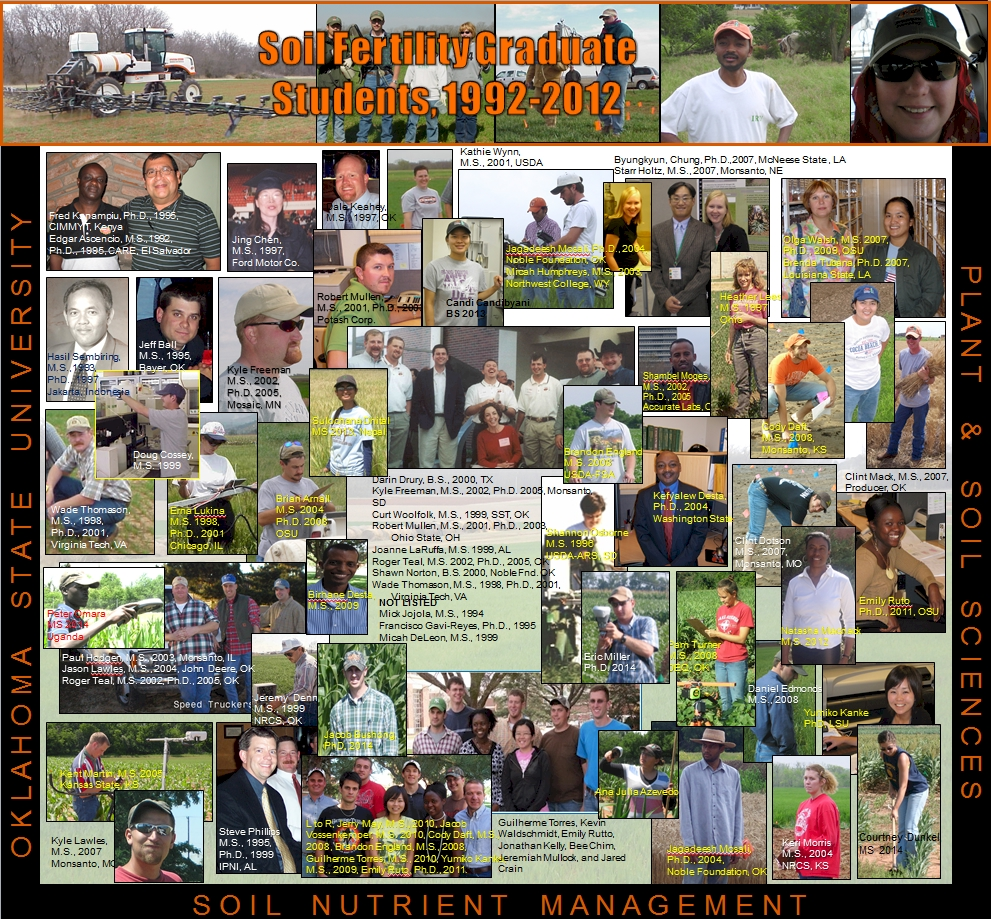 Soil Fertility Graduate
Students, 1992-2012
OKLAHOMA STATE UNIVERSITY
PLANT & SOIL SCIENCES
SOIL NUTRIENT MANAGEMENT
Fred Kanampiu, Ph.D., 1995,
CIMMYT, Kenya
Edgar Ascencio, M.S.,1992,
Ph.D., 1995, CARE, El Salvador
Jing Chen,
M.S., 1997,
Ford Motor Co.
Dale Keahey,
M.S., 1997, OK
Kathie Wynn,
M.S., 2001, USDA
Byungkyun, Chung, Ph.D.,2007, McNeese State, LA
Starr Holtz, M.S., 2007, Monsanto, NE
Jagadeesh Mosali, Ph.D., 2004
Noble Foundation, OK
Micah Humphreys, M.S., 2003,
Northwest College, WY
Olga Walsh, M.S. 2007,
Ph.D., 2009, OSU
Brenda Tubana Ph.D. 2007,
Louisiana State, LA
Robert Mullen,
M.S., 2001, Ph.D., 200
Potash Corp.
Candi Candibyani
BS 2013
Heather Lees
M.S. 1997
Ohio
Hasil Sembiring,
M.S.,1993,
PhD., 1997
Jakarta, Indonesia
Jeff Ball,
M.S., 1995,
Bayer, OK
Kyle Freeman
M.S., 2002,
Ph.D. 2005,
Mosaic, MN
Shambel Moges,
M.S., 2002,
Ph.D., 2005
Accurate Labs, O
Sulochana Dhital
MS 2013, Nepal
Brandon England
M.S. 2008
USDA-FSA
Cody Daft,
M.S., 2008,
Monsanto, KS
Doug Cossey,
M.S. 1999
Clint Mack, M.S., 2007,
Producer, OK
Wade Thomason,
M.S., 1998,
Ph.D., 2001,
Virginia Tech, VA
Erna Lukina
M.S. 1998,
Ph.D., 2001
Chicago, IL
Brian Arnall,
M.S. 2004
Ph.D. 2008
OSU
Darin Drury, B.S., 2000, TX
Kyle Freeman, M.S., 2002, Ph.D. 2005, Monsanto,
SD
Curt Woolfolk, M.S., 1999, SST, OK
Robert Mullen, M.S., 2001, Ph.D., 2003,
Ohio State, OH
Joanne LaRuffa, M.S. 1999, AL
Roger Teal, M.S. 2002, Ph.D., 2005, OK
Shawn Norton, B.S. 2000, Noble Fnd. OK
Wade Thomason, M.S., 1998, Ph.D., 2001,
Virginia Tech, VA
NOT LISTED
Mick Jojola, M.S., 1994
Francisco Gavi-Reyes, Ph.D., 1995
Micah DeLeon, M.S., 1999
Shannon Osborne
M.S. 1996
USDA-ARS, SD
Kefyalew Desta,
Ph.D., 2004,
Washington State
Clint Dotson
M.S., 2007,
Monsanto, MO
Emily Ruto
Ph.D., 2011, OSU
Natasha Macnack
M.S. 2011
Peter Omara
MS 2014
Uganda
Birhane Desta,
M.S., 2009
Paul Hodgen, M.S., 2003, Monsanto, IL
Jason Lawles, M.S., 2004, John Deere, OK
Roger Teal, M.S. 2002, Ph.D., 2005, OK
Speed Truckers
Jeremy Denn
M.S., 1999
NRCS, OK
Eric Miller
Ph.D. 2014
Pam Turner
M.S., 2008
DEQ, OK
Daniel Edmonds
M.S., 2008
Yumiko Kanke
PhD, LSU
Jacob Bushong,
PhD, 2014
Kent Martin, M.S. 2005
Kansas State, KS
Kyle Lawles,
M.S., 2007
Monsanto, MO
Steve Phillips
M.S., 1995,
Ph.D., 1999
IPNI, AL
L to R, Jerry May, M.S., 2010, Jacob
Vossenkemper, M.S. 2010, Cody Daft, M.S.
2008, Brandon England, M.S., 2008,
Guilherme Torres, M.S., 2010, Yumiko Kanke
M.S., 2009, Emily Ruto, Ph.D., 2011.
Guilherme Torres, Kevin
Waldschmidt, Emily Rutto,
Jonathan Kelly, Bee Chim,
Jeremiah Mullock, and Jared
Crain
Ana Julia Azevedo
Jagadeesh Mosali,
Ph.D., 2004,
Noble Foundation, OK
Keri Morris
M.S., 2004
NRCS, KS
Courtney Dunkel
MS 2014